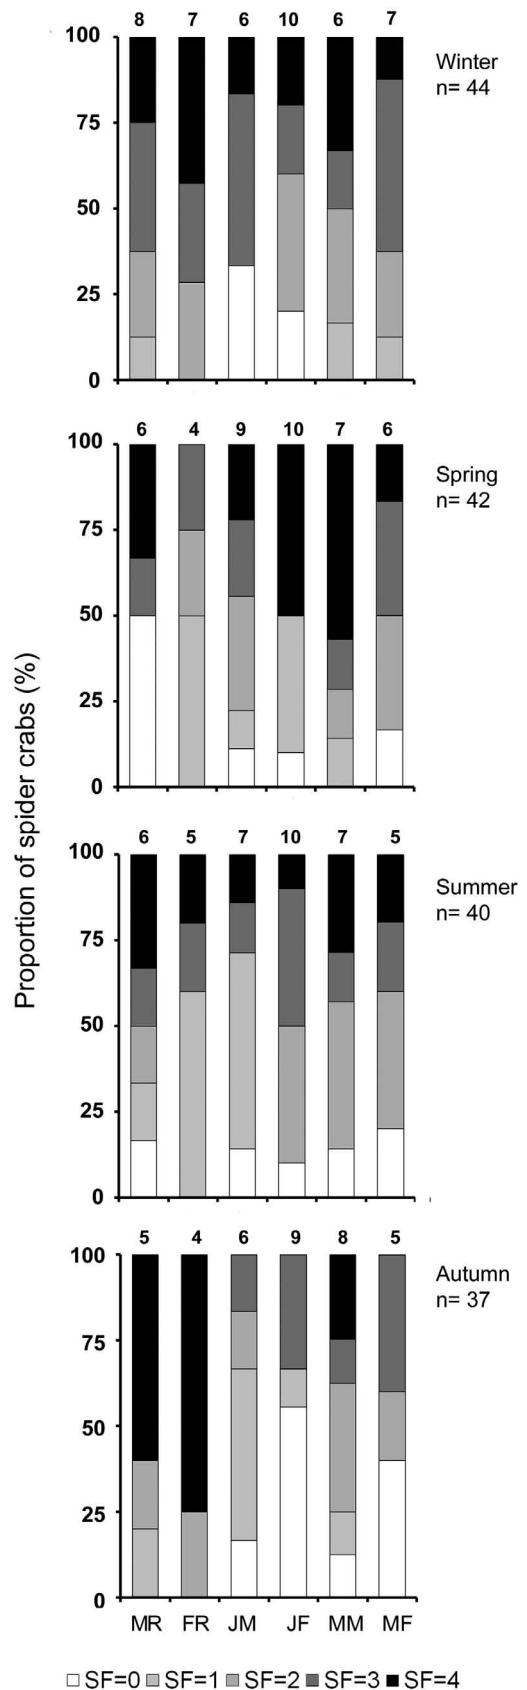 8 7 6 10 6 7
100
75
50
25
0
Winter
n= 44
6 4 9 10 7 6
100
75
50
25
0
Spring
n= 42
Proportion of spider crabs (%)
6 5 7 10 7 5
100
75
50
25
0
Summer
n= 40
5 4 6 9 8 5
100
75
50
25
0
Autumn
n= 37
MR FR JM JF MM MF
SF=0 SF=1 SF=2 SF=3 SF=4